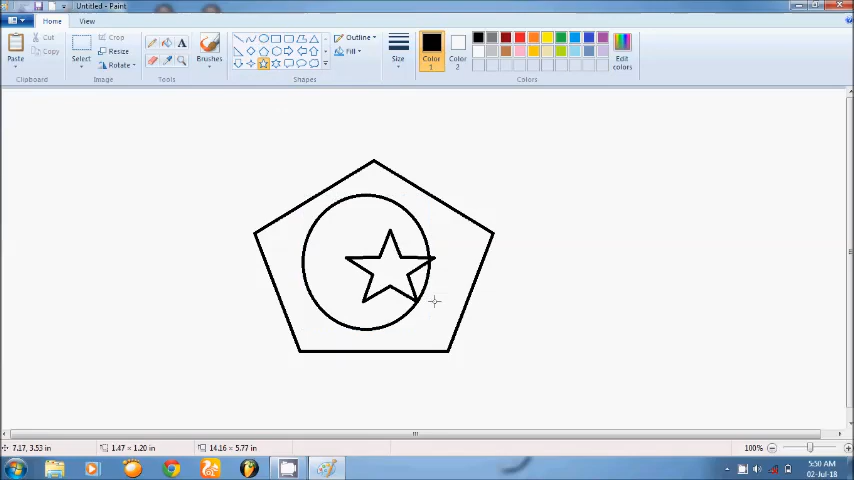 Untitled - Paint
Home View
Cut
Copy
Paste
Clipboard
Crop
Resize
Rotate
Select
Image
A
Tools
Brushes
Outline
Fill
Shapes
Size
Color 1
Color 2
Edit colors
Colors
7.17, 3.53 in
1.47 × 1.20 in
14.16 × 5.77 in
100%
5:50 AM
02-Jul-18